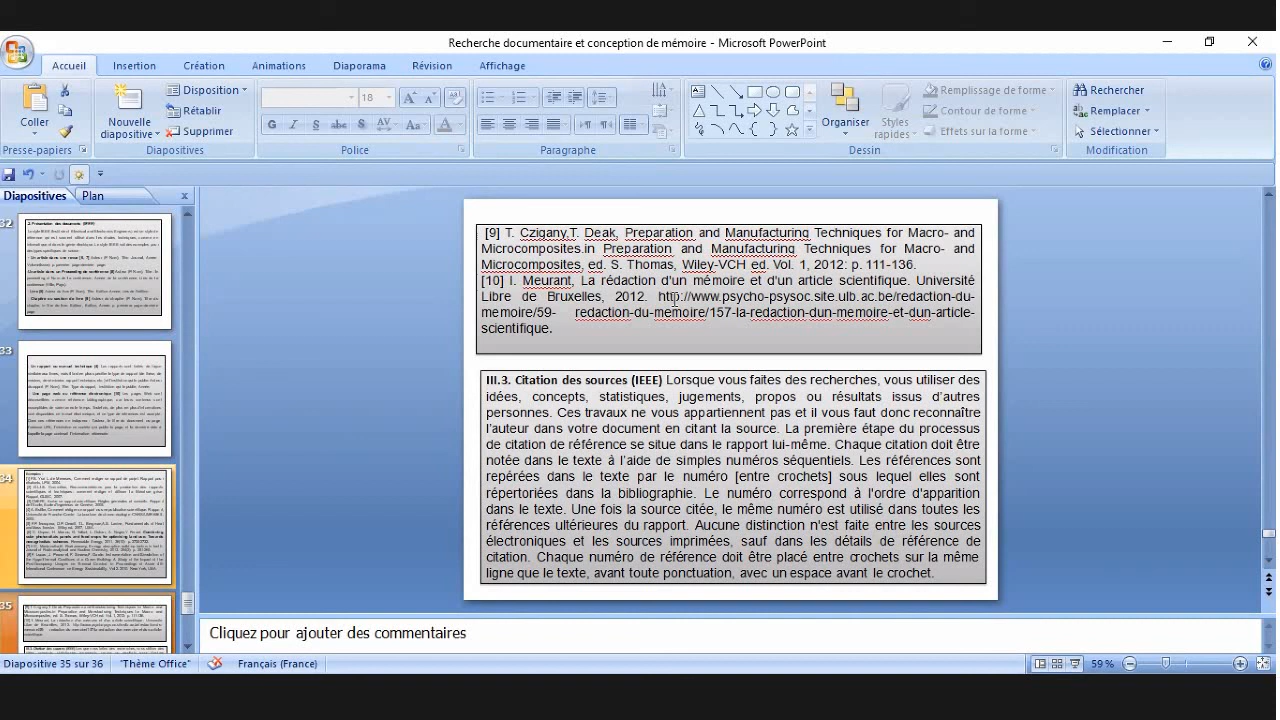 Recherche documentaire et conception de mémoire - Microsoft PowerPoint
Accueil Insertion Création Animations Diaporama Révision Affichage
Coller
Presse-papiers
Nouvelle diapositive
Disposition
Rétablir
Supprimer
Diapositives
18
G I S abc S AV Aa A
Police
Paragraphe
Organiser
Styles rapides
Remplissage de forme
Contour de forme
Effets sur la forme
Dessin
Rechercher
Remplacer
Sélectionner
Modification
Diapositives Plan
32
33
34
35
[9] T. Czigány,T. Deak, Preparation and Manufacturing Techniques for Macro- and
Microcomposites.in Preparation and Manufacturing Techniques for Macro- and
Microcomposites, ed. S. Thomas, Wiley-VCH ed. Vol. 1, 2012: p. 111-136.
Meurant, La rédaction d'un mémoire et d'un article scientifique. Université
libre de Bruxelles, 2012. http://www.psychopsysoc.site.ulb.ac.be/redaction-du-
memoire/59- redaction-du-memoire/157-la-redaction-dun-memoire-et-dun-article-
scientifique.
III.3. Citation des sources (IEEE) Lorsque vous faites des recherches, vous utiliser des
idées, concepts, statistiques, jugements, propos ou résultats issus d'autres
personnes. Ces travaux ne vous appartiennent pas et il vous faut donc reconnaître
l'auteur dans votre document en citant la source. La première étape du processus
de citation de référence se situe dans le rapport lui-même. Chaque citation doit être
notée dans le texte à l'aide de simples numéros séquentiels. Les références sont
repérées dans le texte par le numéro [entre crochets] sous lequel elles sont
répertoriées dans la bibliographie. Les numéros suivent l'ordre d'apparition
dans le texte. Une fois la source citée, le même numéro est utilisé dans toutes les
références ultérieures du rapport. Aucune distinction n'est faite entre les sources
électroniques et les sources imprimées, sauf dans les détails de référence de
citation. Chaque numéro de référence doit être placé entre crochets sur la même
ligne que le texte, avant toute ponctuation, avec un espace avant le crochet.
Cliquez pour ajouter des commentaires
Diapositive 35 sur 36 "Thème Office" Français (France) 59 %